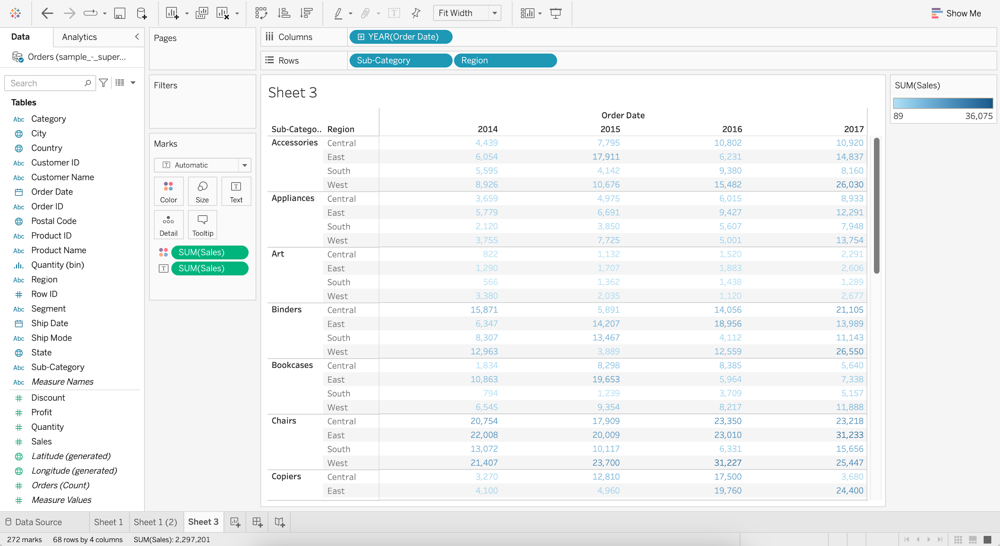 Fit Width
Show Me
Data
Analytics
Orders (sample_-_super...
Search
Tables
Abc Category
City
Country
Abc Customer ID
Abc Customer Name
Order Date
Abc Order ID
Postal Code
Abc Product ID
Abc Product Name
Quantity (bin)
Abc Region
Row ID
Abc Segment
Ship Date
Abc Ship Mode
State
Abc Sub-Category
Abc Measure Names
Discount
Profit
Quantity
Sales
Latitude (generated)
Longitude (generated)
Orders (Count)
Measure Values
Pages
Filters
Marks
T Automatic
Color Size T Text
Detail Tooltip
SUM(Sales)
T SUM(Sales)
Columns YEAR(Order Date)
Rows Sub-Category Region
Sheet 3
Order Date
Sub-Catego.. Region 2014 2015 2016 2017
Accessories Central 4,439 7,795 10,802 10,920
East 6,054 17,911 6,231 14,837
South 5,595 4,142 9,380 8,160
West 8,926 10,676 15,482 26,030
Appliances Central 3,659 4,975 6,015 8,933
East 5,779 6,691 9,427 12,291
South 2,120 3,850 5,607 7,948
West 3,755 7,725 5,001 13,754
Art Central 822 1,132 1,520 2,291
East 1,290 1,707 1,883 2,606
South 566 1,362 1,438 1,289
West 3,380 2,035 1,120 2,677
Binders Central 15,871 5,891 14,056 21,105
East 6,347 14,207 18,956 13,989
South 8,307 13,467 4,112 11,143
West 12,963 3,889 12,559 26,550
Bookcases Central 1,834 8,298 8,385 5,640
East 10,863 19,653 5,964 7,338
South 794 1,239 3,709 5,157
West 6,545 9,354 8,217 11,888
Chairs Central 20,754 17,909 23,350 23,218
East 22,008 20,009 23,010 31,233
South 13,072 10,117 6,331 15,656
West 21,407 23,700 31,227 25,447
Copiers Central 3,270 12,810 17,500 3,680
East 4,100 4,960 19,760 24,400
SUM(Sales)
89 36,075
Data Source Sheet 1 Sheet 1 (2) Sheet 3
272 marks 68 rows by 4 columns SUM(Sales): 2,297,201